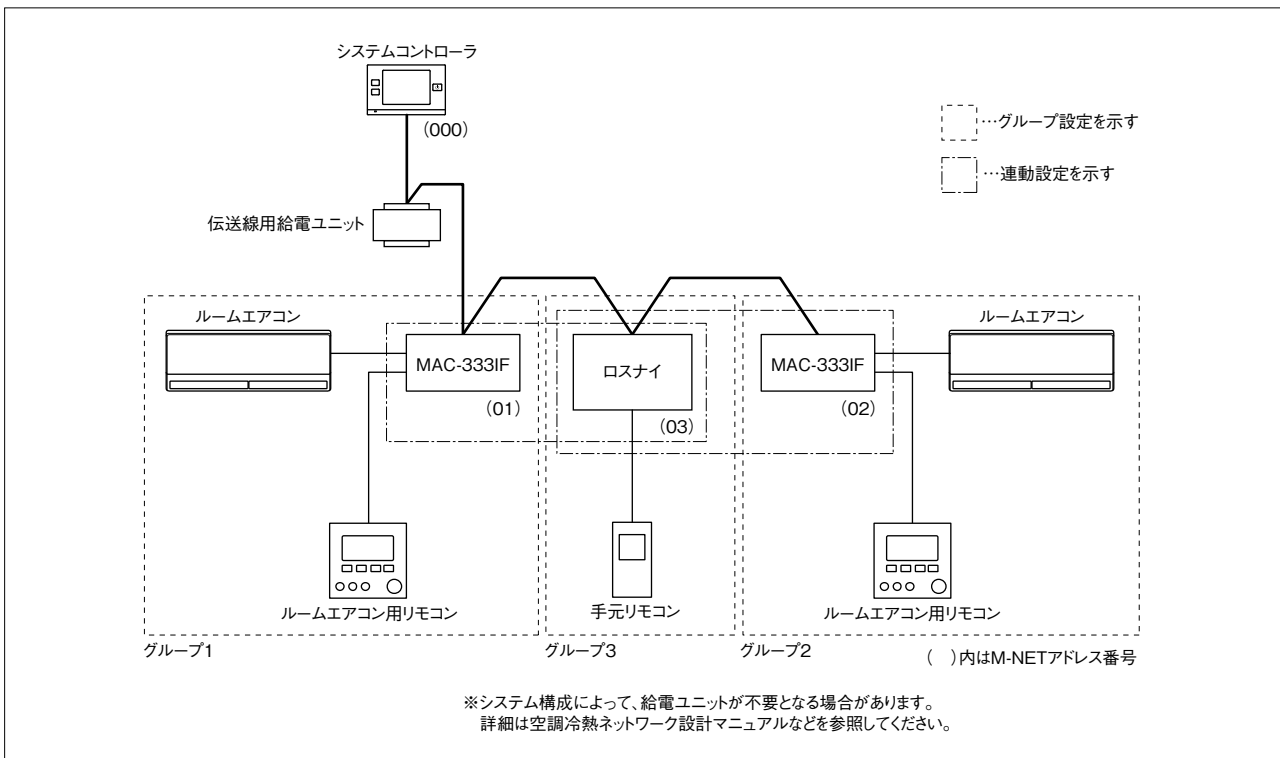 システムコントローラ
(000)
…グループ設定を示す
…連動設定を示す
伝送線用給電ユニット
ルームエアコン
MAC-333IF
(01)
ロスナイ
(03)
MAC-333IF
(02)
ルームエアコン
ルームエアコン用リモコン
手元リモコン
ルームエアコン用リモコン
グループ1
グループ3
グループ2
(　)内はM-NETアドレス番号
※システム構成によって、給電ユニットが不要となる場合があります。
詳細は空調冷熱ネットワーク設計マニュアルなどを参照してください。